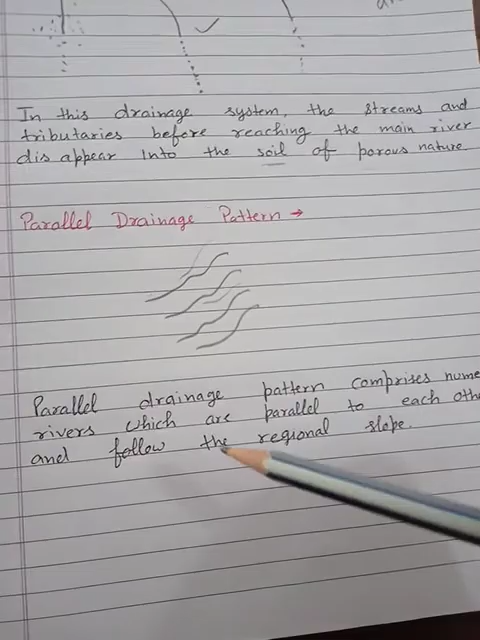 In this drainage system, the streams and
tributaries before reaching the main river
disappear into the soil of porous nature
Parallel Drainage Pattern →
Parallel drainage pattern comprises nume
rivers which are parallel to each othe
and follow the regional slope.